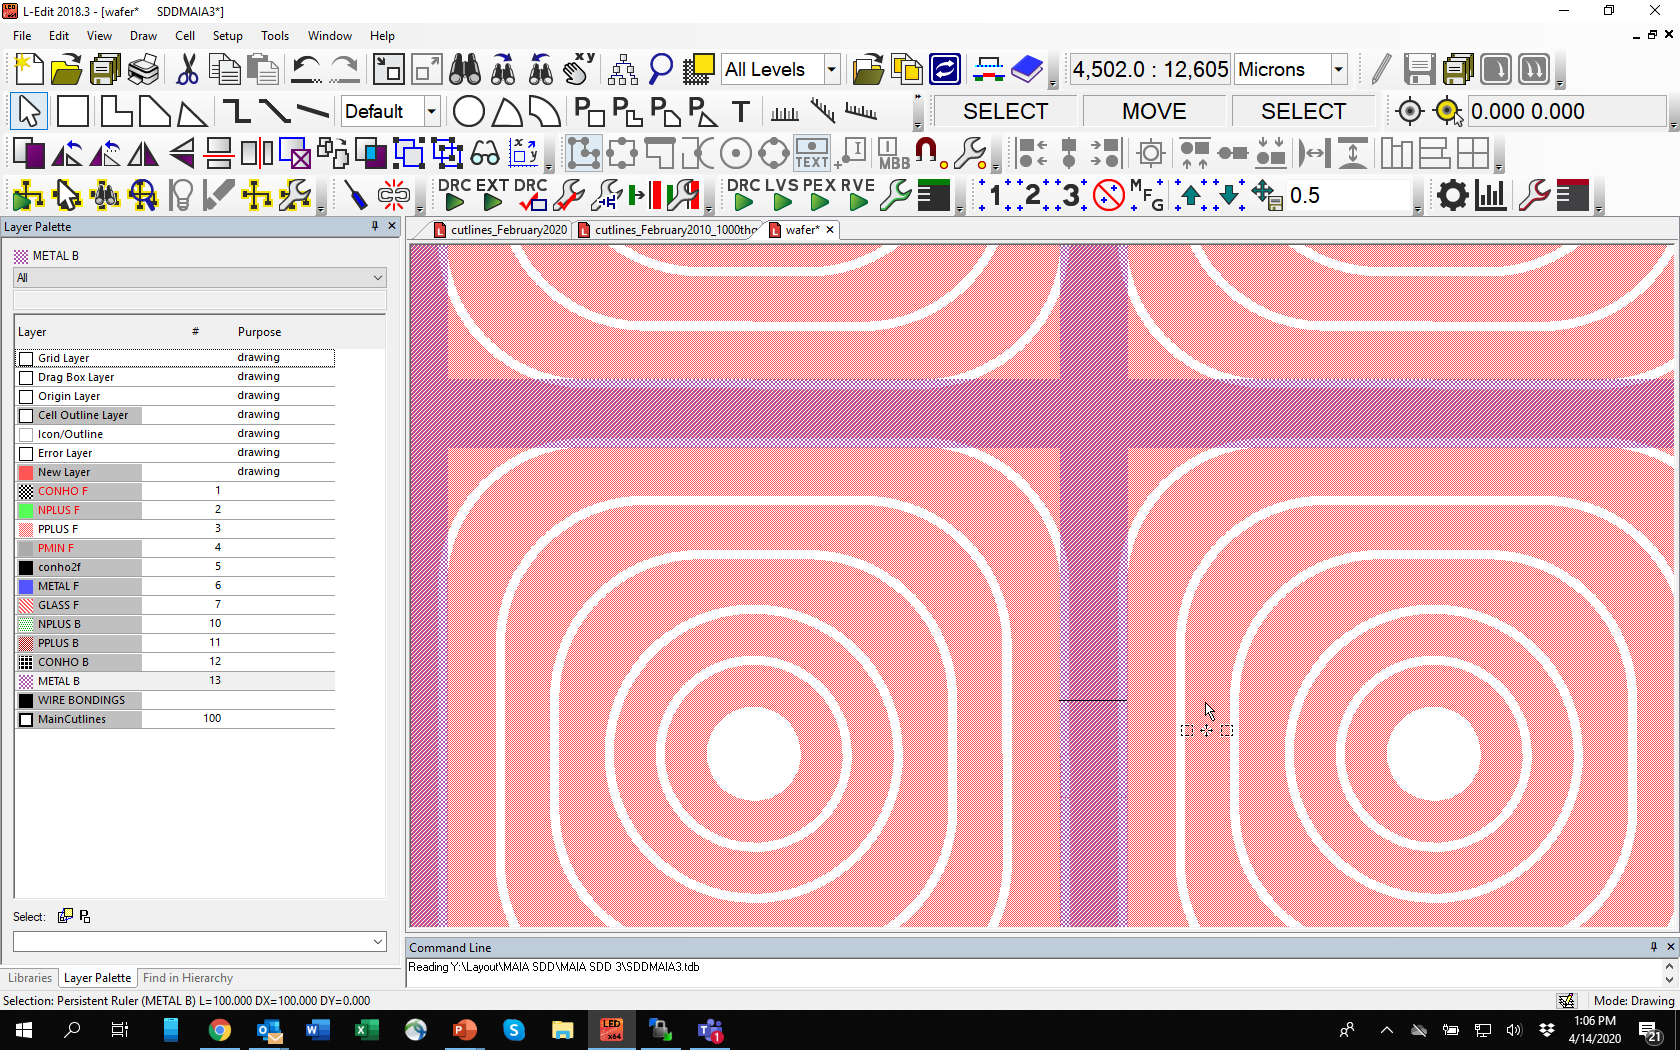 L-Edit 2018.3 - [wafer* SDDMAIA3*]
File Edit View Draw Cell Setup Tools Window Help
All Levels 4,502.0 : 12,605 Microns
Default SELECT MOVE SELECT 0.000 0.000
TEXT MBB
DRC EXT DRC DRC LVS PEX RVE 1 2 3 MFG 0.5
Layer Palette
cutlines_February2020 cutlines_February2010_1000tho wafer*
METAL B
All
Layer # Purpose
Grid Layer drawing
Drag Box Layer drawing
Origin Layer drawing
Cell Outline Layer drawing
Icon/Outline drawing
Error Layer drawing
New Layer drawing
CONHO F 1
NPLUS F 2
PPLUS F 3
PMIN F 4
conho2f 5
METAL F 6
GLASS F 7
NPLUS B 10
PPLUS B 11
CONHO B 12
METAL B 13
WIRE BONDINGS
MainCutlines 100
Select:
Command Line
Reading Y:\Layout\MAIA SDD\MAIA SDD 3\SDDMAIA3.tdb
Libraries Layer Palette Find in Hierarchy
Selection: Persistent Ruler (METAL B) L=100.000 DX=100.000 DY=0.000 Mode: Drawing
1:06 PM
4/14/2020
21